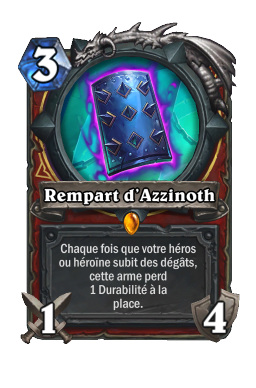 3
Rempart d'Azzinoth
Chaque fois que votre héros
ou héroïne subit des dégâts,
cette arme perd
1 Durabilité à la
place.
1
4